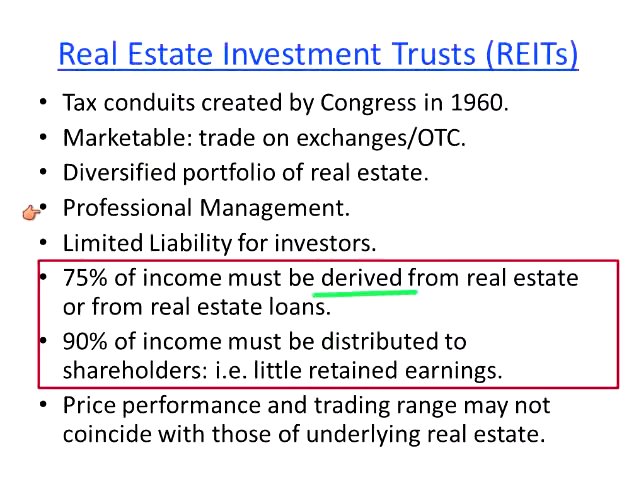 Real Estate Investment Trusts (REITs)
• Tax conduits created by Congress in 1960.
• Marketable: trade on exchanges/OTC.
• Diversified portfolio of real estate.
• Professional Management.
• Limited Liability for investors.
• 75% of income must be derived from real estate
or from real estate loans.
• 90% of income must be distributed to
shareholders: i.e. little retained earnings.
• Price performance and trading range may not
coincide with those of underlying real estate.